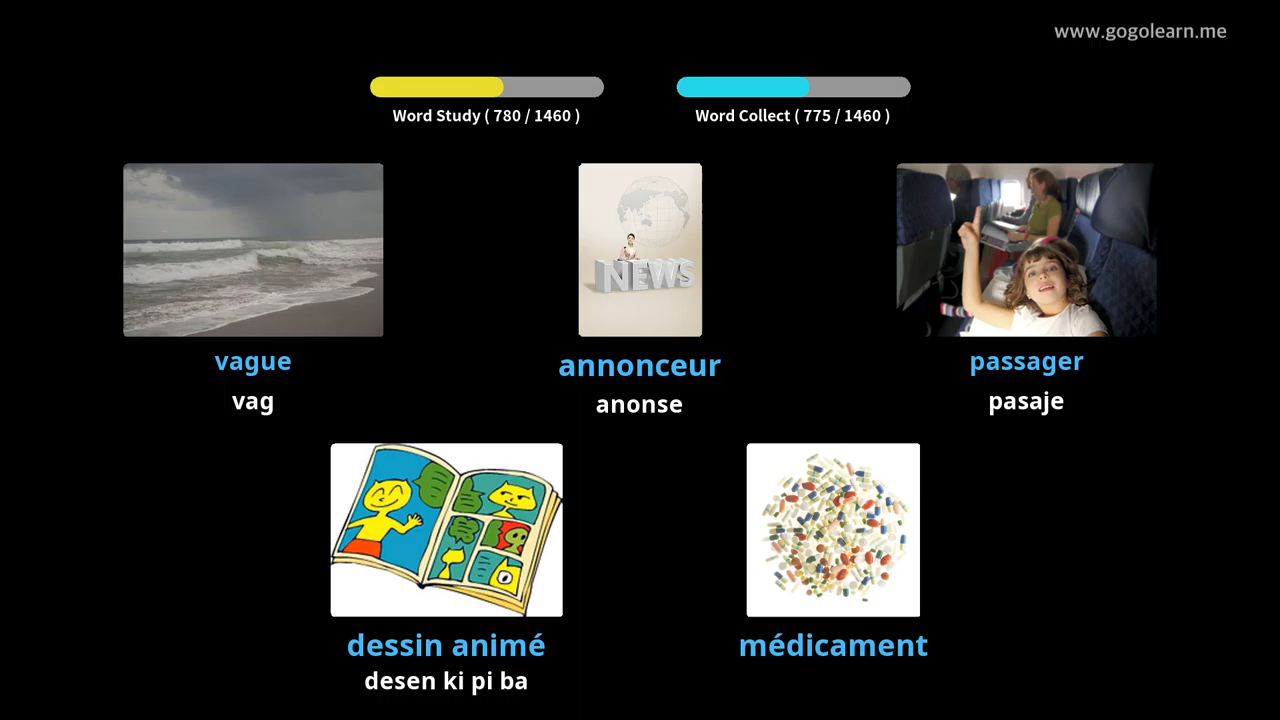 www.gogolearn.me
Word Study ( 780 / 1460 )
Word Collect ( 775 / 1460 )
NEWS
vague
annonceur
passager
vag
anonse
pasaje
dessin animé
médicament
desen ki pi ba